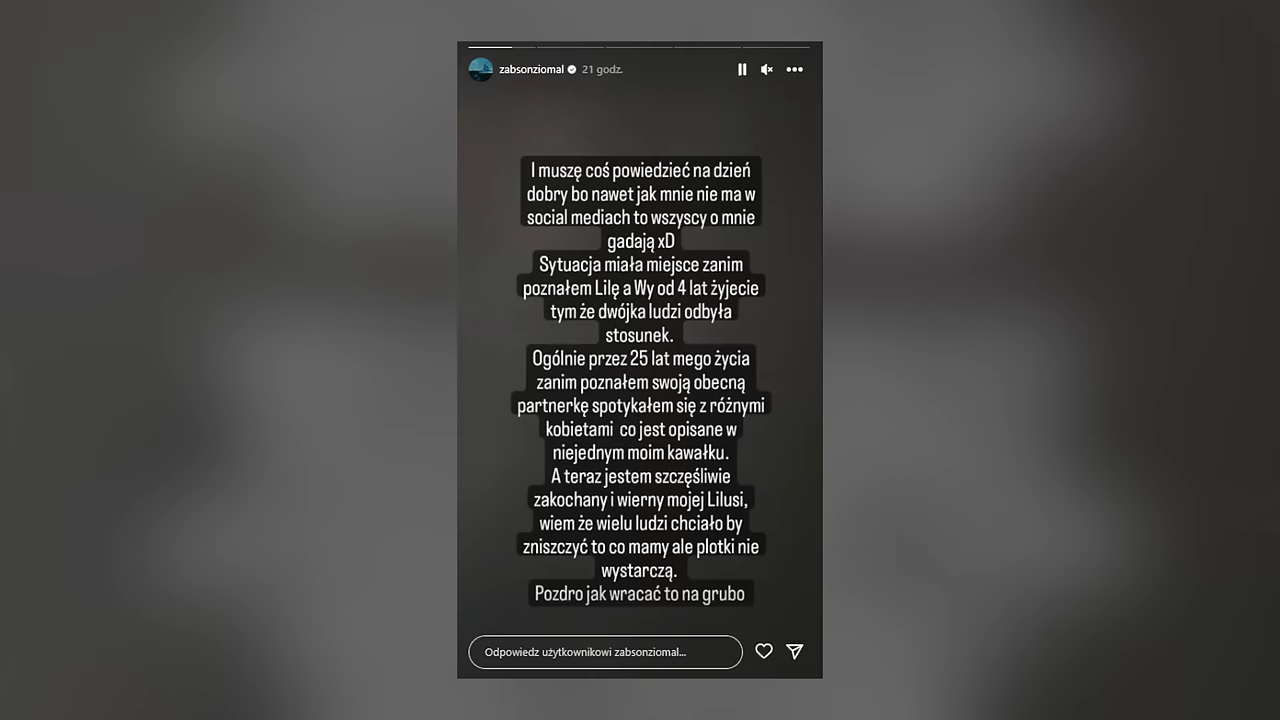 zabsonziomal 21 godz.
I muszę coś powiedzieć na dzień
dobry bo nawet jak mnie nie ma w
social mediach to wszyscy o mnie
gadają xD
Sytuacja miała miejsce zanim
poznałem Lilę a Wy od 4 lat żyjecie
tym że dwójka ludzi odbyła
stosunek.
Ogólnie przez 25 lat mego życia
zanim poznałem swoją obecną
partnerkę spotykałem się z różnymi
kobietami co jest opisane w
niejednym moim kawałku.
A teraz jestem szczęśliwie
zakochany i wierny mojej Lilusi,
wiem że wielu ludzi chciało by
zniszczyć to co mamy ale plotki nie
wystarczą.
Pozdro jak wracać to na grubo
Odpowiedz użytkownikowi zabsonziomal...